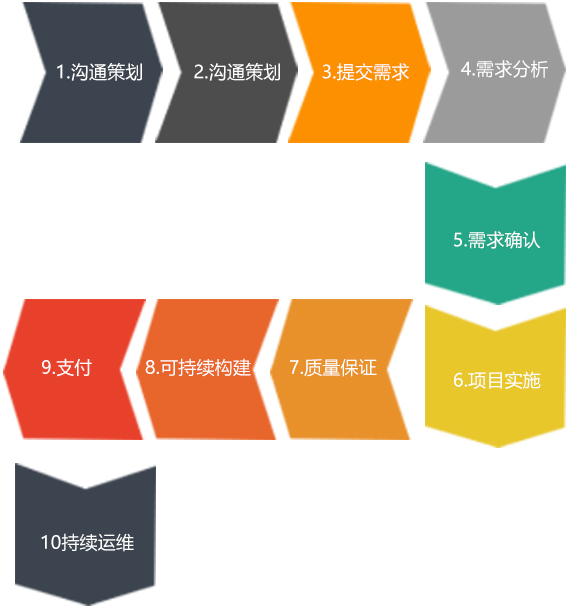 1.沟通策划
2.沟通策划
3.提交需求
4.需求分析
5.需求确认
6.项目实施
7.质量保证
8.可持续构建
9.支付
10持续运维